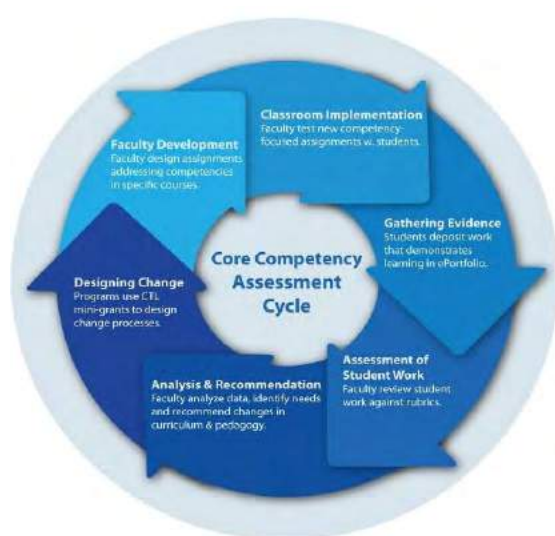 Classroom Implementation
Faculty test new competency-
focused assignments w. students.
Faculty Development
Faculty design assignments
addressing competencies
in specific courses.
Gathering Evidence
Students deposit work
that demonstrates
learning in ePortfolio.
Core Competency
Assessment
Cycle
Designing Change
Programs use CTL
mini-grants to design
change processes.
Assessment of
Student Work
Faculty review student
work against rubrics.
Analysis & Recommendation
Faculty analyze data, identify needs
and recommend changes in
curriculum & pedagogy.